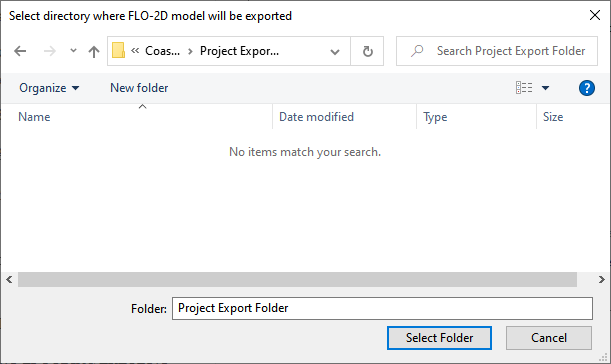 Select directory where FLO-2D model will be exported
« Coas... > Project Expor...
Search Project Export Folder
Organize
New folder
?
Name
Date modified
Type
Size
No items match your search.
Folder: Project Export Folder
Select Folder
Cancel